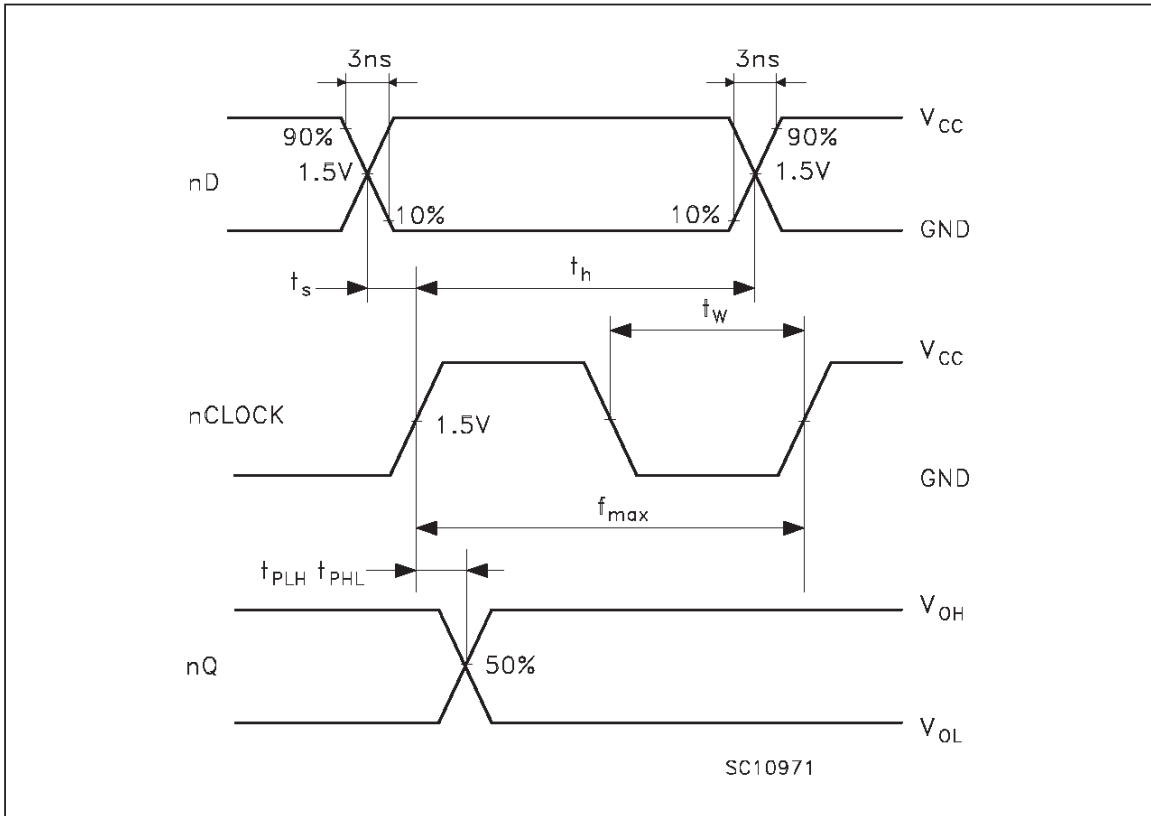 3ns 3ns
V_CC
90% 90%
nD 1.5V 1.5V
10% 10%
GND
t_s t_h
t_W
V_CC
nCLOCK 1.5V
GND
f_max
t_PLH t_PHL
V_OH
nQ 50%
V_OL
SC10971